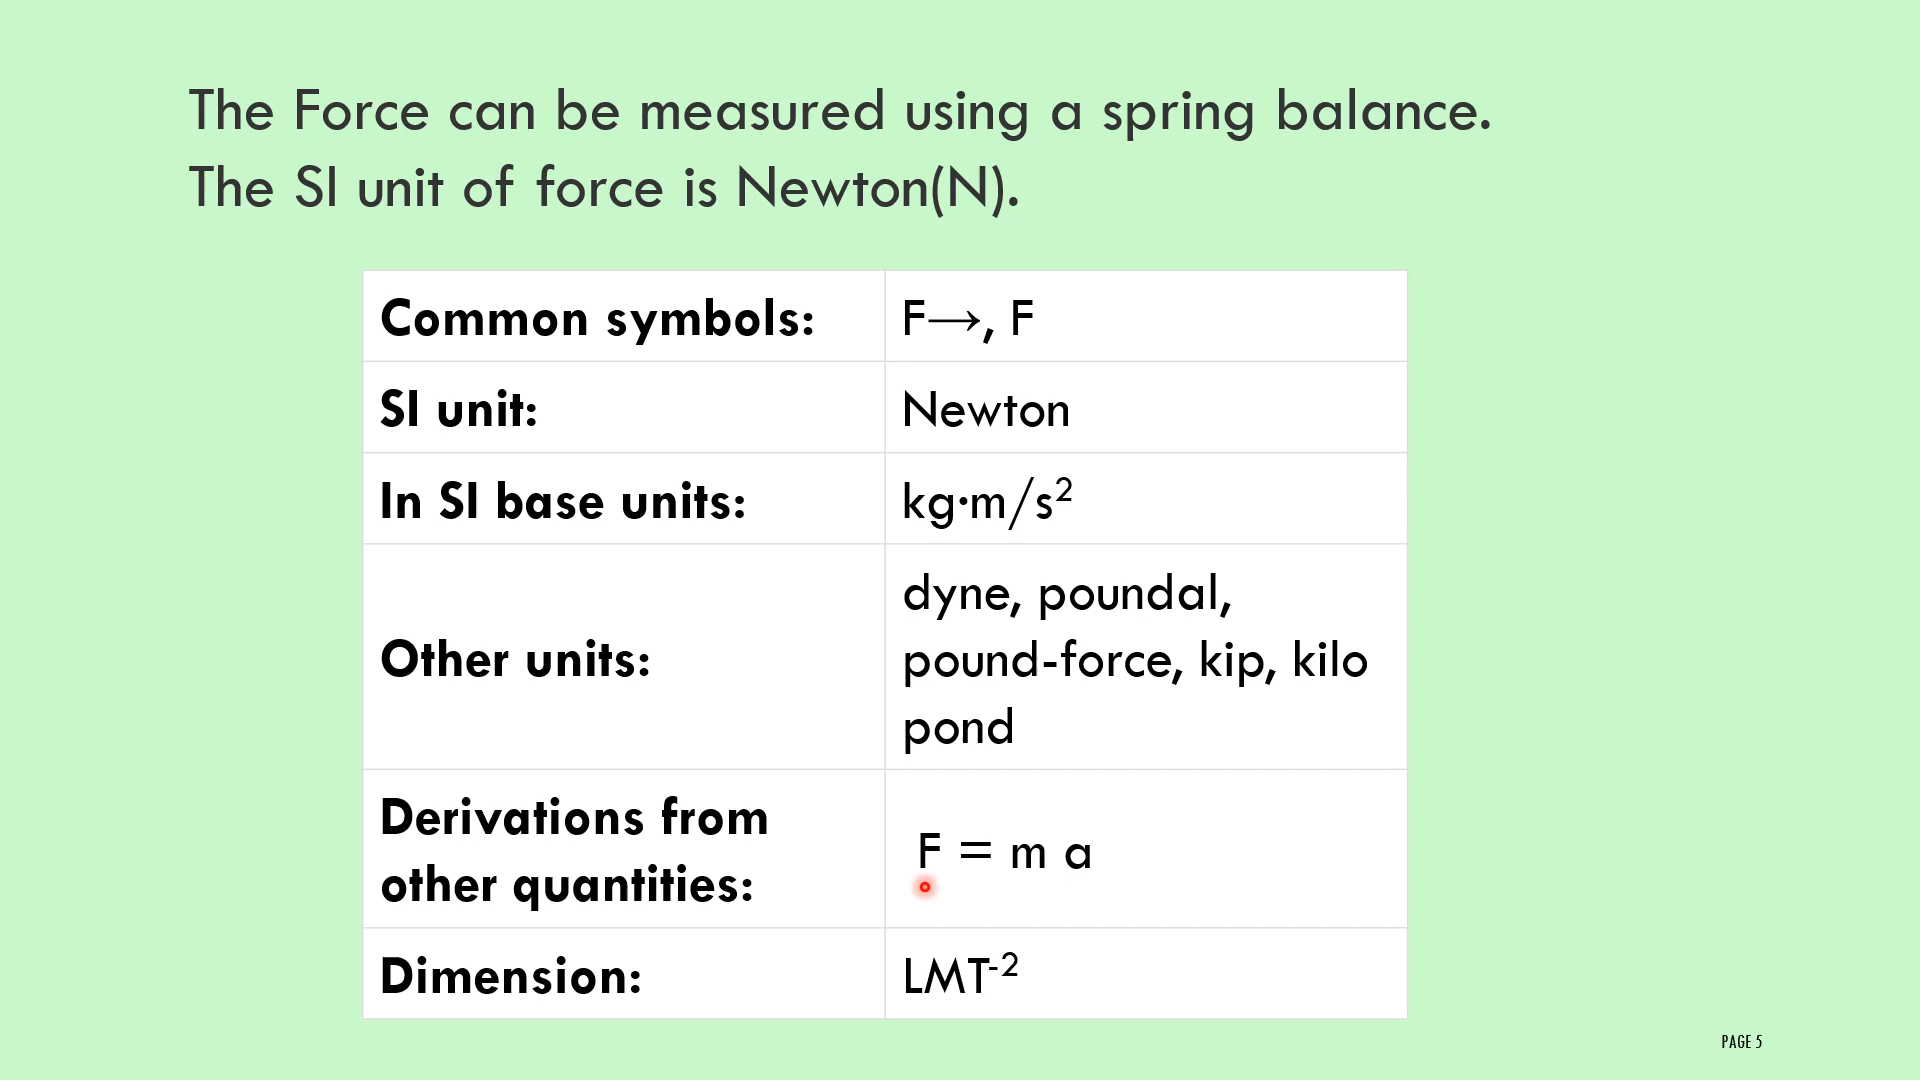 The Force can be measured using a spring balance.
The SI unit of force is Newton(N).
Common symbols: F→, F
SI unit: Newton
In SI base units: kg·m/s²
Other units: dyne, poundal,
pound-force, kip, kilo
pond
Derivations from
other quantities: F = m a
Dimension: LMT⁻²
PAGE 5